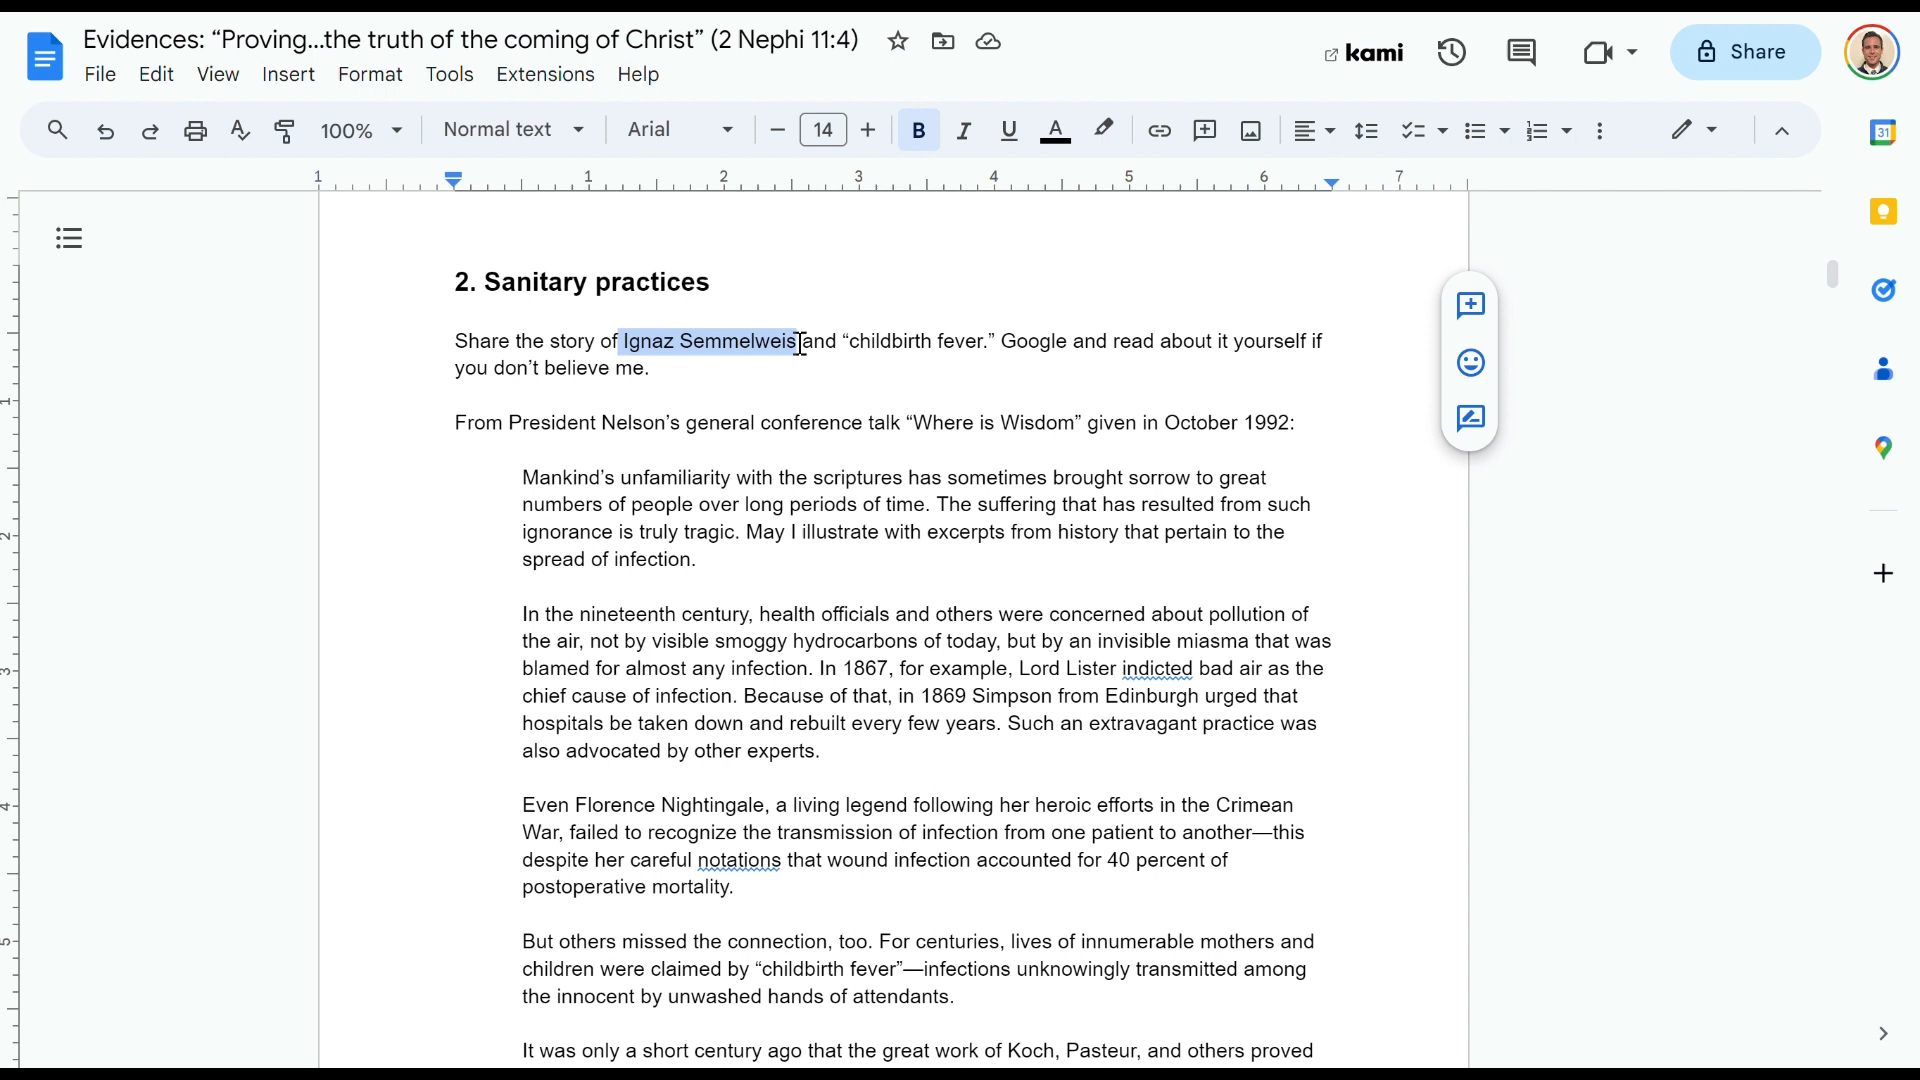 Evidences: “Proving...the truth of the coming of Christ” (2 Nephi 11:4)
kami
Share
File Edit View Insert Format Tools Extensions Help
100% Normal text Arial 14 B I U A
31
1 1 2 3 4 5 6 7
2. Sanitary practices
Share the story of Ignaz Semmelweis and “childbirth fever.” Google and read about it yourself if
you don’t believe me.
From President Nelson’s general conference talk “Where is Wisdom” given in October 1992:
Mankind’s unfamiliarity with the scriptures has sometimes brought sorrow to great
numbers of people over long periods of time. The suffering that has resulted from such
ignorance is truly tragic. May I illustrate with excerpts from history that pertain to the
spread of infection.
In the nineteenth century, health officials and others were concerned about pollution of
the air, not by visible smoggy hydrocarbons of today, but by an invisible miasma that was
blamed for almost any infection. In 1867, for example, Lord Lister indicted bad air as the
chief cause of infection. Because of that, in 1869 Simpson from Edinburgh urged that
hospitals be taken down and rebuilt every few years. Such an extravagant practice was
also advocated by other experts.
Even Florence Nightingale, a living legend following her heroic efforts in the Crimean
War, failed to recognize the transmission of infection from one patient to another—this
despite her careful notations that wound infection accounted for 40 percent of
postoperative mortality.
But others missed the connection, too. For centuries, lives of innumerable mothers and
children were claimed by “childbirth fever”—infections unknowingly transmitted among
the innocent by unwashed hands of attendants.
It was only a short century ago that the great work of Koch, Pasteur, and others proved
1
2
3
4
5